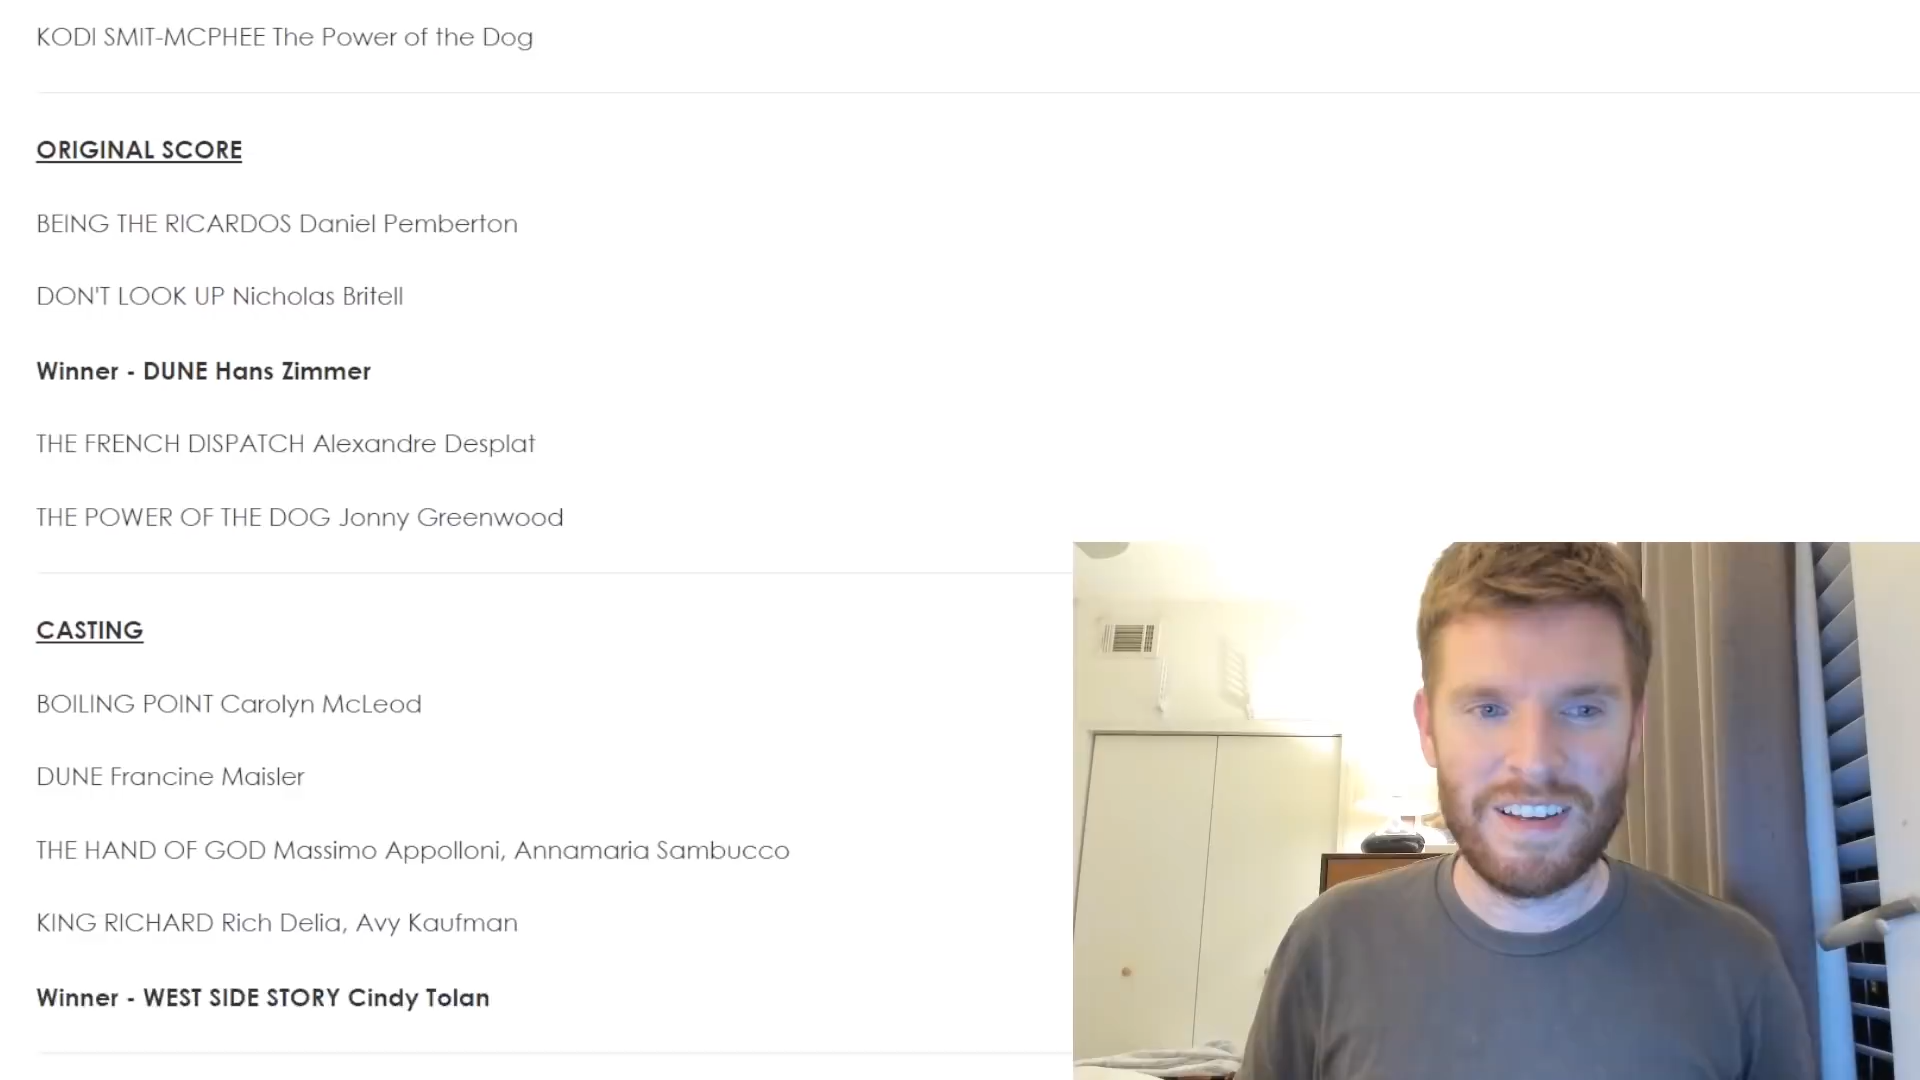 KODI SMIT-MCPHEE The Power of the Dog
ORIGINAL SCORE
BEING THE RICARDOS Daniel Pemberton
DON'T LOOK UP Nicholas Britell
Winner - DUNE Hans Zimmer
THE FRENCH DISPATCH Alexandre Desplat
THE POWER OF THE DOG Jonny Greenwood
CASTING
BOILING POINT Carolyn McLeod
DUNE Francine Maisler
THE HAND OF GOD Massimo Appolloni, Annamaria Sambucco
KING RICHARD Rich Delia, Avy Kaufman
Winner - WEST SIDE STORY Cindy Tolan